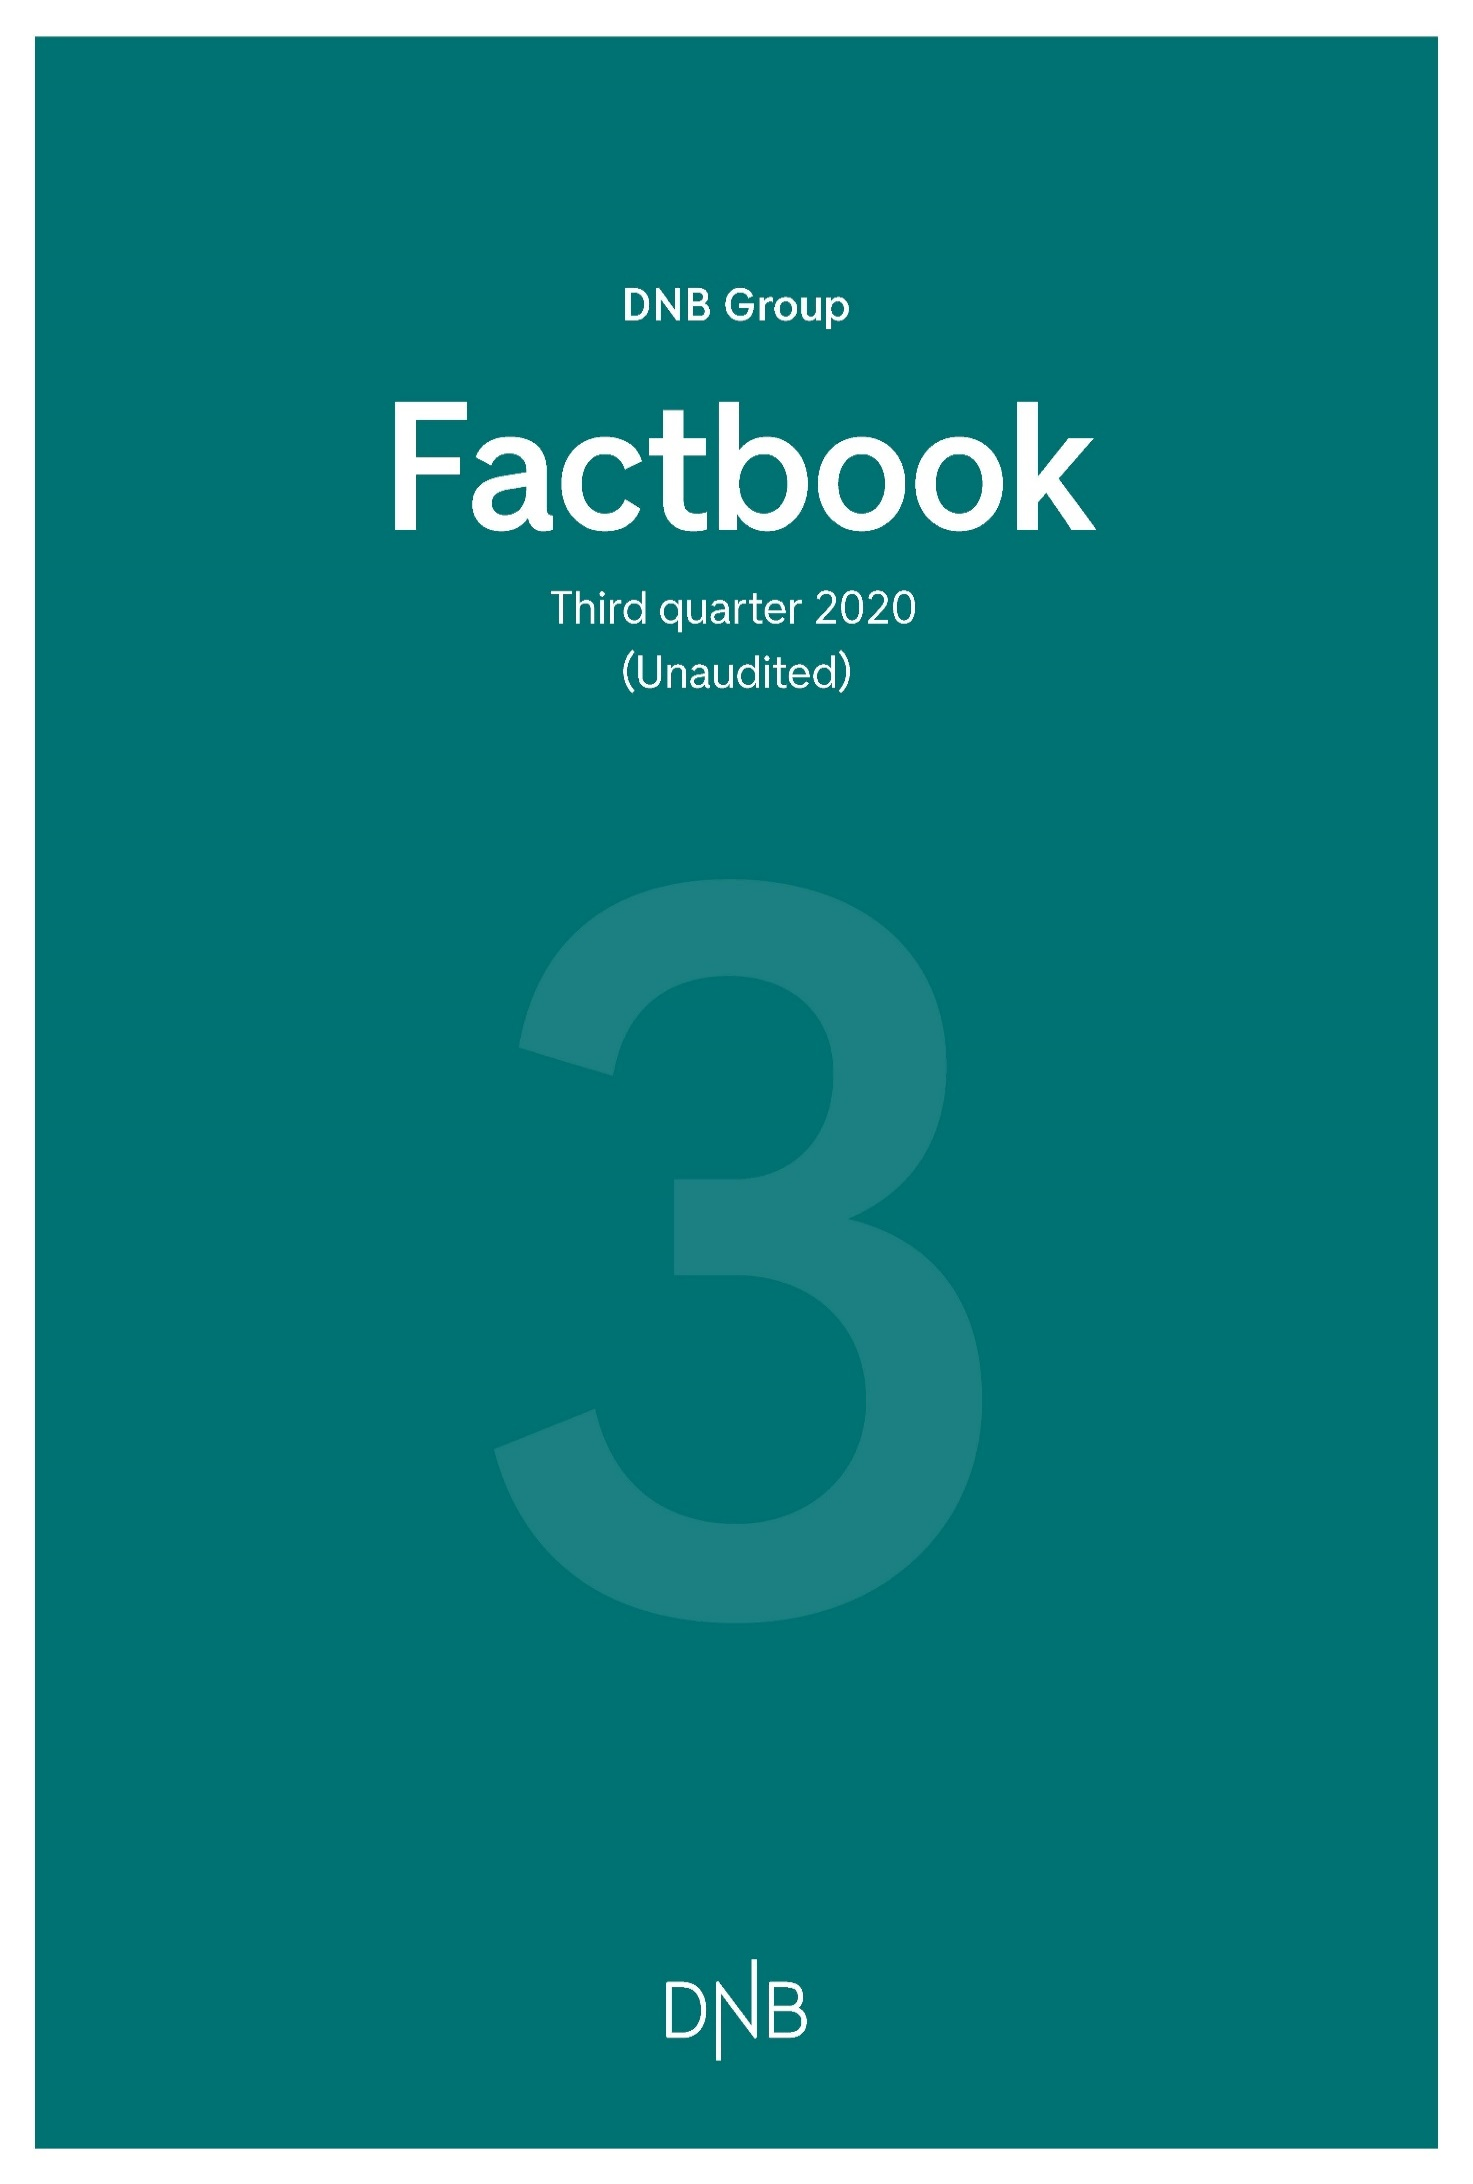 DNB Group
Factbook
Third quarter 2020
(Unaudited)
3
DNB